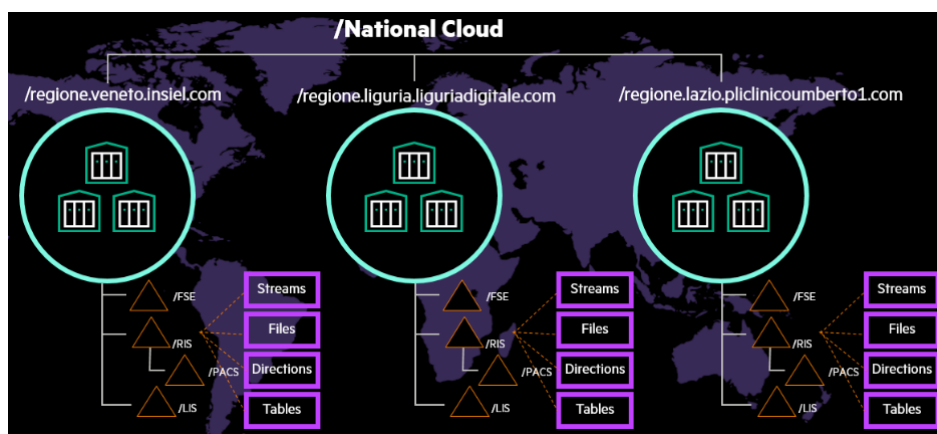 /National Cloud
/regione.veneto.insiel.com
/regione.liguria.liguriadigitale.com
/regione.lazio.pliclinicoumberto1.com
/FSE
/RIS
/PACS
/LIS
Streams
Files
Directions
Tables
/FSE
/RIS
/PACS
/LIS
Streams
Files
Directions
Tables
/FSE
/RIS
/PACS
/LIS
Streams
Files
Directions
Tables